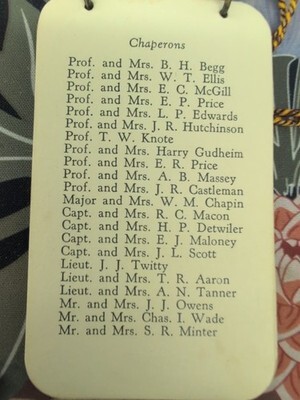 Chaperons
Prof. and Mrs. B. H. Begg
Prof. and Mrs. W. T. Ellis
Prof. and Mrs. E. C. McGill
Prof. and Mrs. E. P. Price
Prof. and Mrs. L. P. Edwards
Prof. and Mrs. J. R. Hutchinson
Prof. T. W. Knote
Prof. and Mrs. Harry Gudheim
Prof. and Mrs. E. R. Price
Prof. and Mrs. A. B. Massey
Prof. and Mrs. J. R. Castleman
Major and Mrs. W. M. Chapin
Capt. and Mrs. R. C. Macon
Capt. and Mrs. H. P. Detwiler
Capt. and Mrs. E. J. Maloney
Capt. and Mrs. J. L. Scott
Lieut. J. J. Twitty
Lieut. and Mrs. T. R. Aaron
Lieut. and Mrs. A. N. Tanner
Mr. and Mrs. J. J. Owens
Mr. and Mrs. Chas. I. Wade
Mr. and Mrs. S. R. Minter